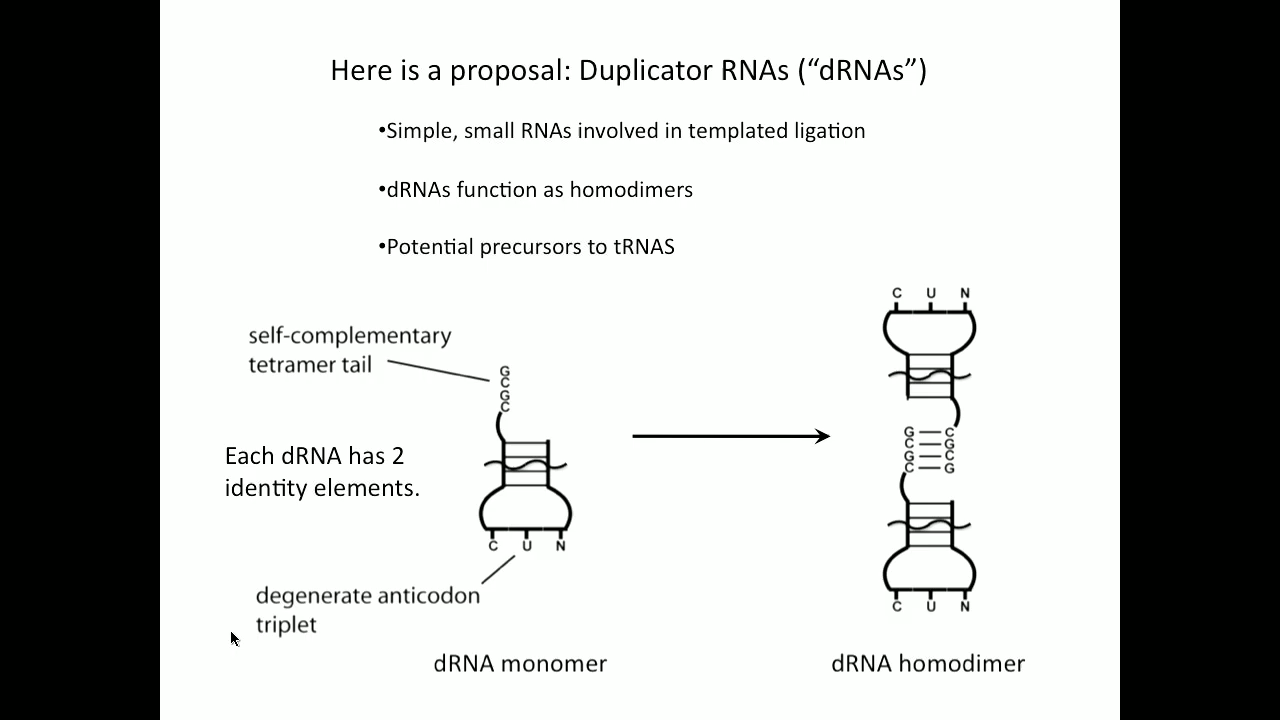 Here is a proposal: Duplicator RNAs (“dRNAs”)
•Simple, small RNAs involved in templated ligation
•dRNAs function as homodimers
•Potential precursors to tRNAS
C U N
self-complementary
tetramer tail
G
C
G
C
G C
C G
G C
C G
Each dRNA has 2
identity elements.
C U N
degenerate anticodon
triplet
C U N
dRNA monomer
dRNA homodimer